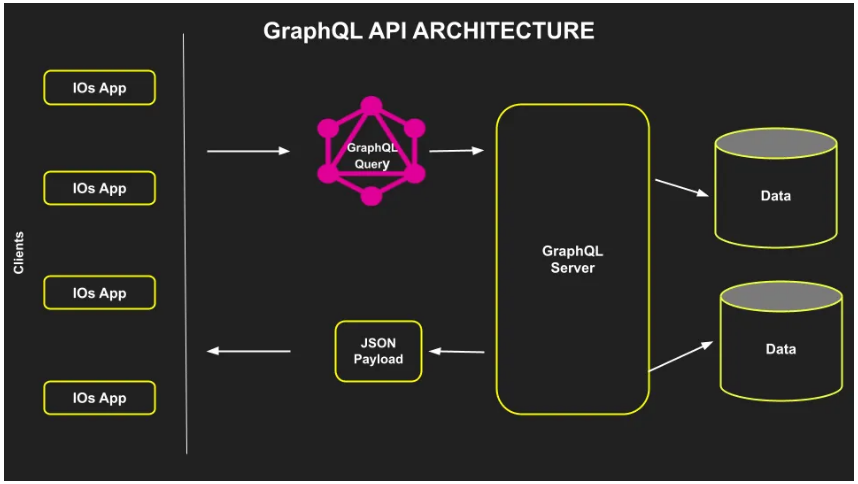 GraphQL API ARCHITECTURE
Clients
IOs App
IOs App
IOs App
IOs App
GraphQL
Query
GraphQL
Server
JSON
Payload
Data
Data